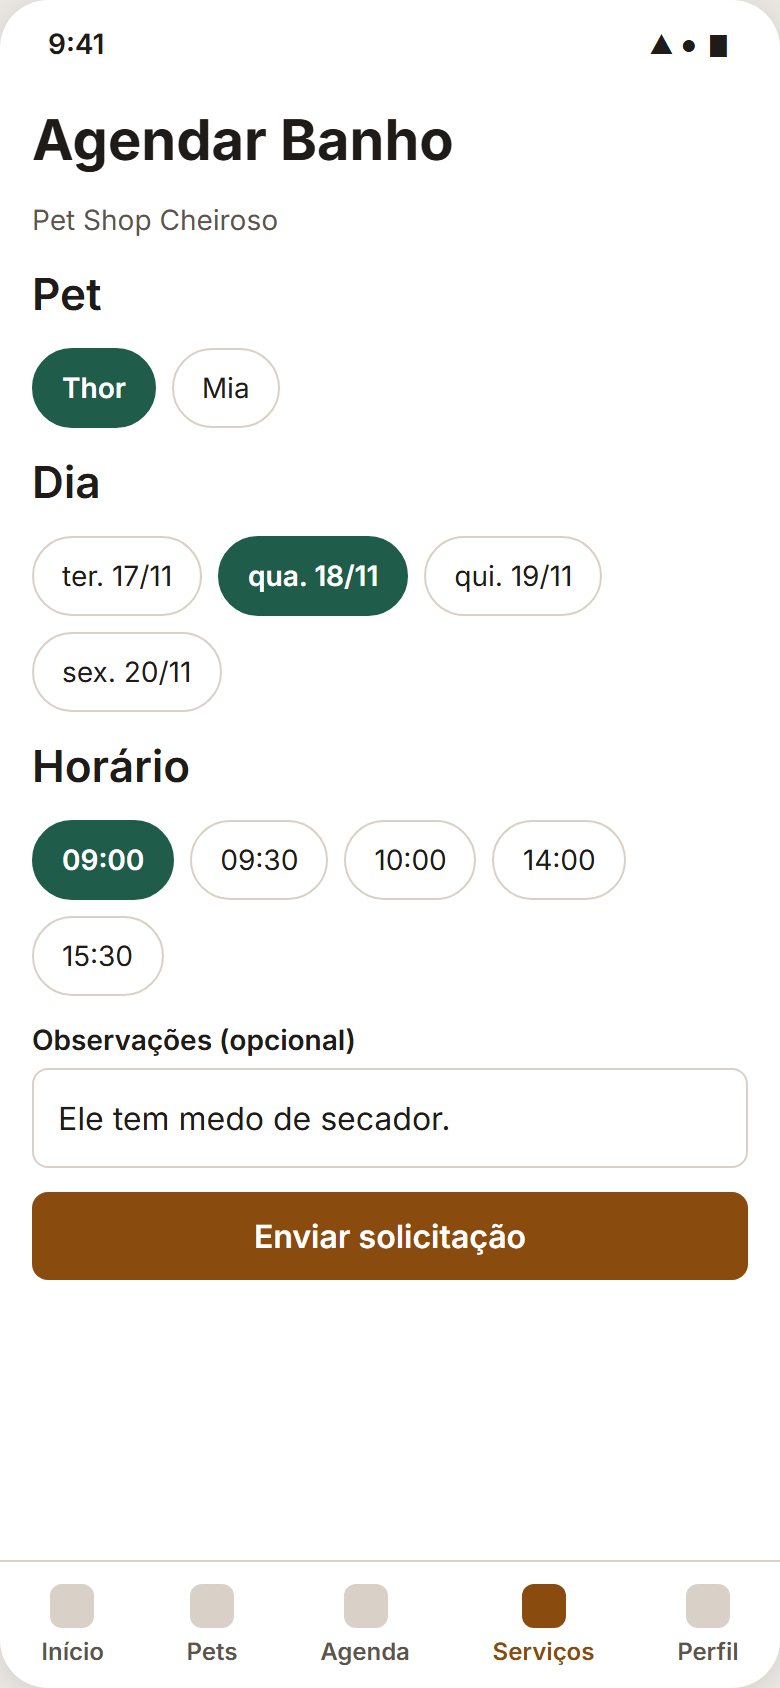 9:41
Agendar Banho
Pet Shop Cheiroso
Pet
Thor Mia
Dia
ter. 17/11 qua. 18/11 qui. 19/11
sex. 20/11
Horário
09:00 09:30 10:00 14:00
15:30
Observações (opcional)
Ele tem medo de secador.
Enviar solicitação
Início Pets Agenda Serviços Perfil